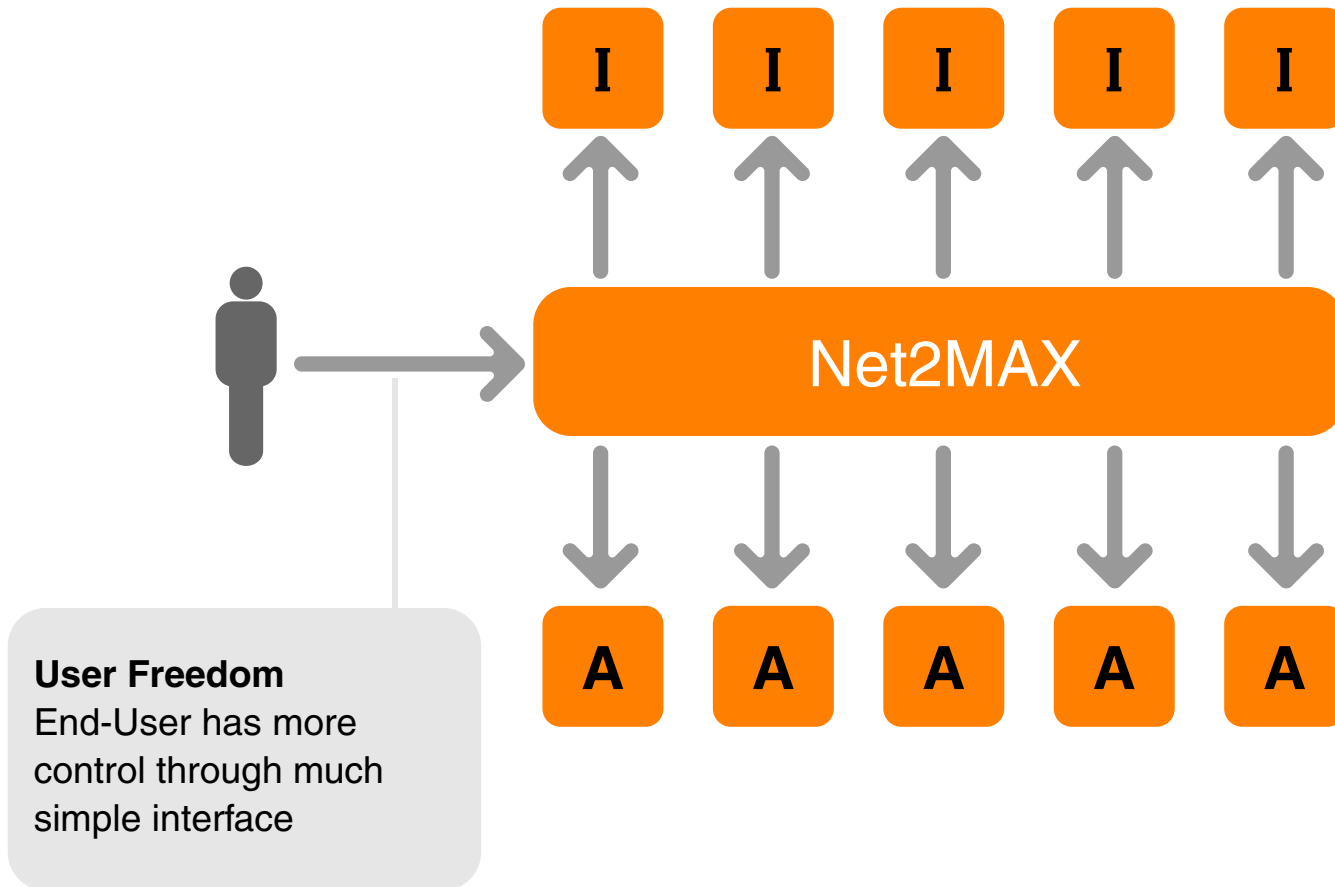 I I I I I
Net2MAX
A A A A A
User Freedom
End-User has more
control through much
simple interface